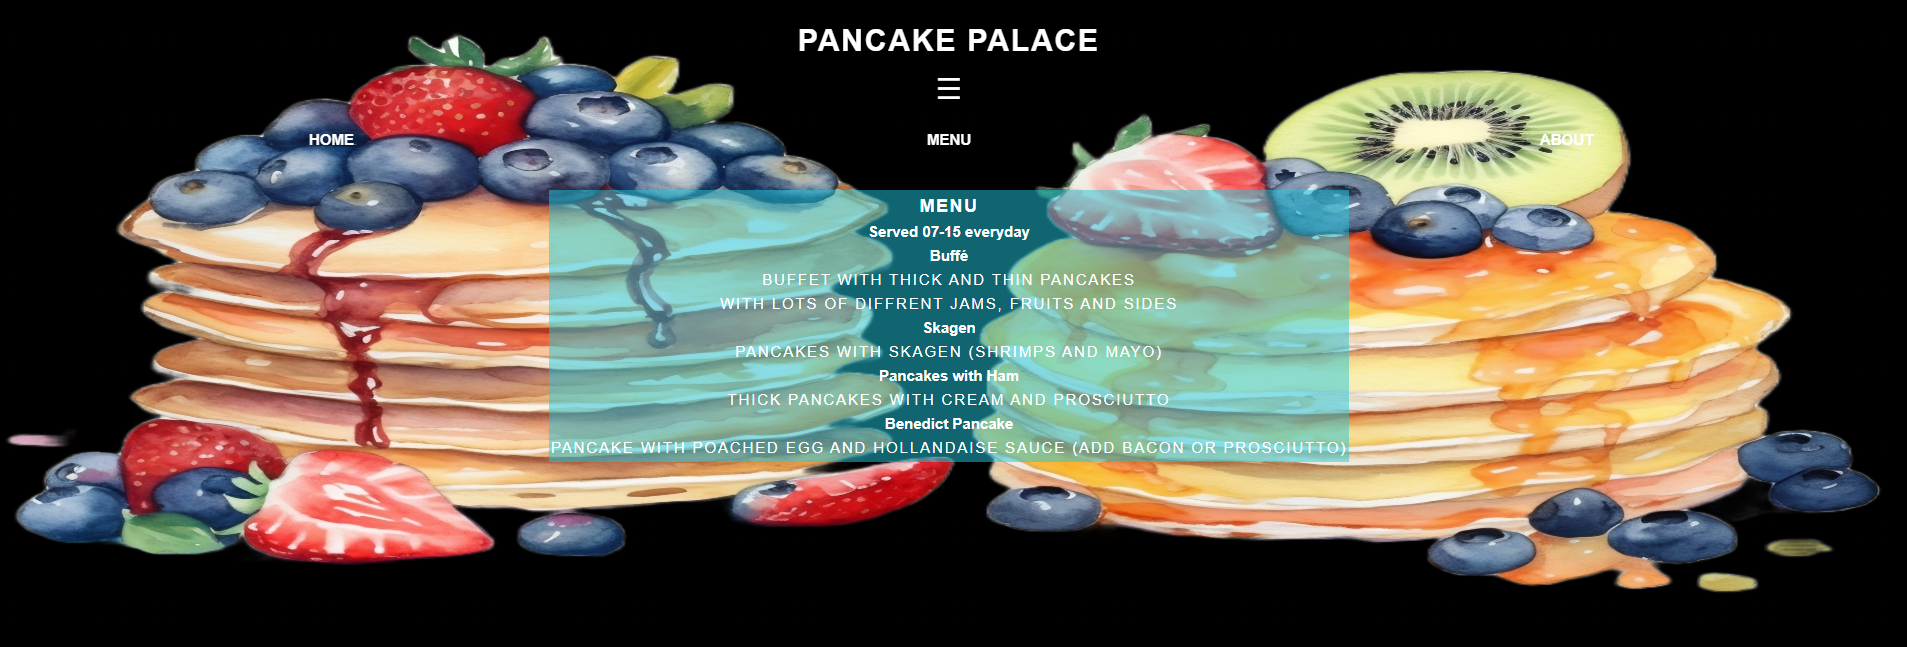 PANCAKE PALACE
☰
HOME MENU ABOUT
MENU
Served 07-15 everyday
Buffé
BUFFET WITH THICK AND THIN PANCAKES
WITH LOTS OF DIFFRENT JAMS, FRUITS AND SIDES
Skagen
PANCAKES WITH SKAGEN (SHRIMPS AND MAYO)
Pancakes with Ham
THICK PANCAKES WITH CREAM AND PROSCIUTTO
Benedict Pancake
PANCAKE WITH POACHED EGG AND HOLLANDAISE SAUCE (ADD BACON OR PROSCIUTTO)